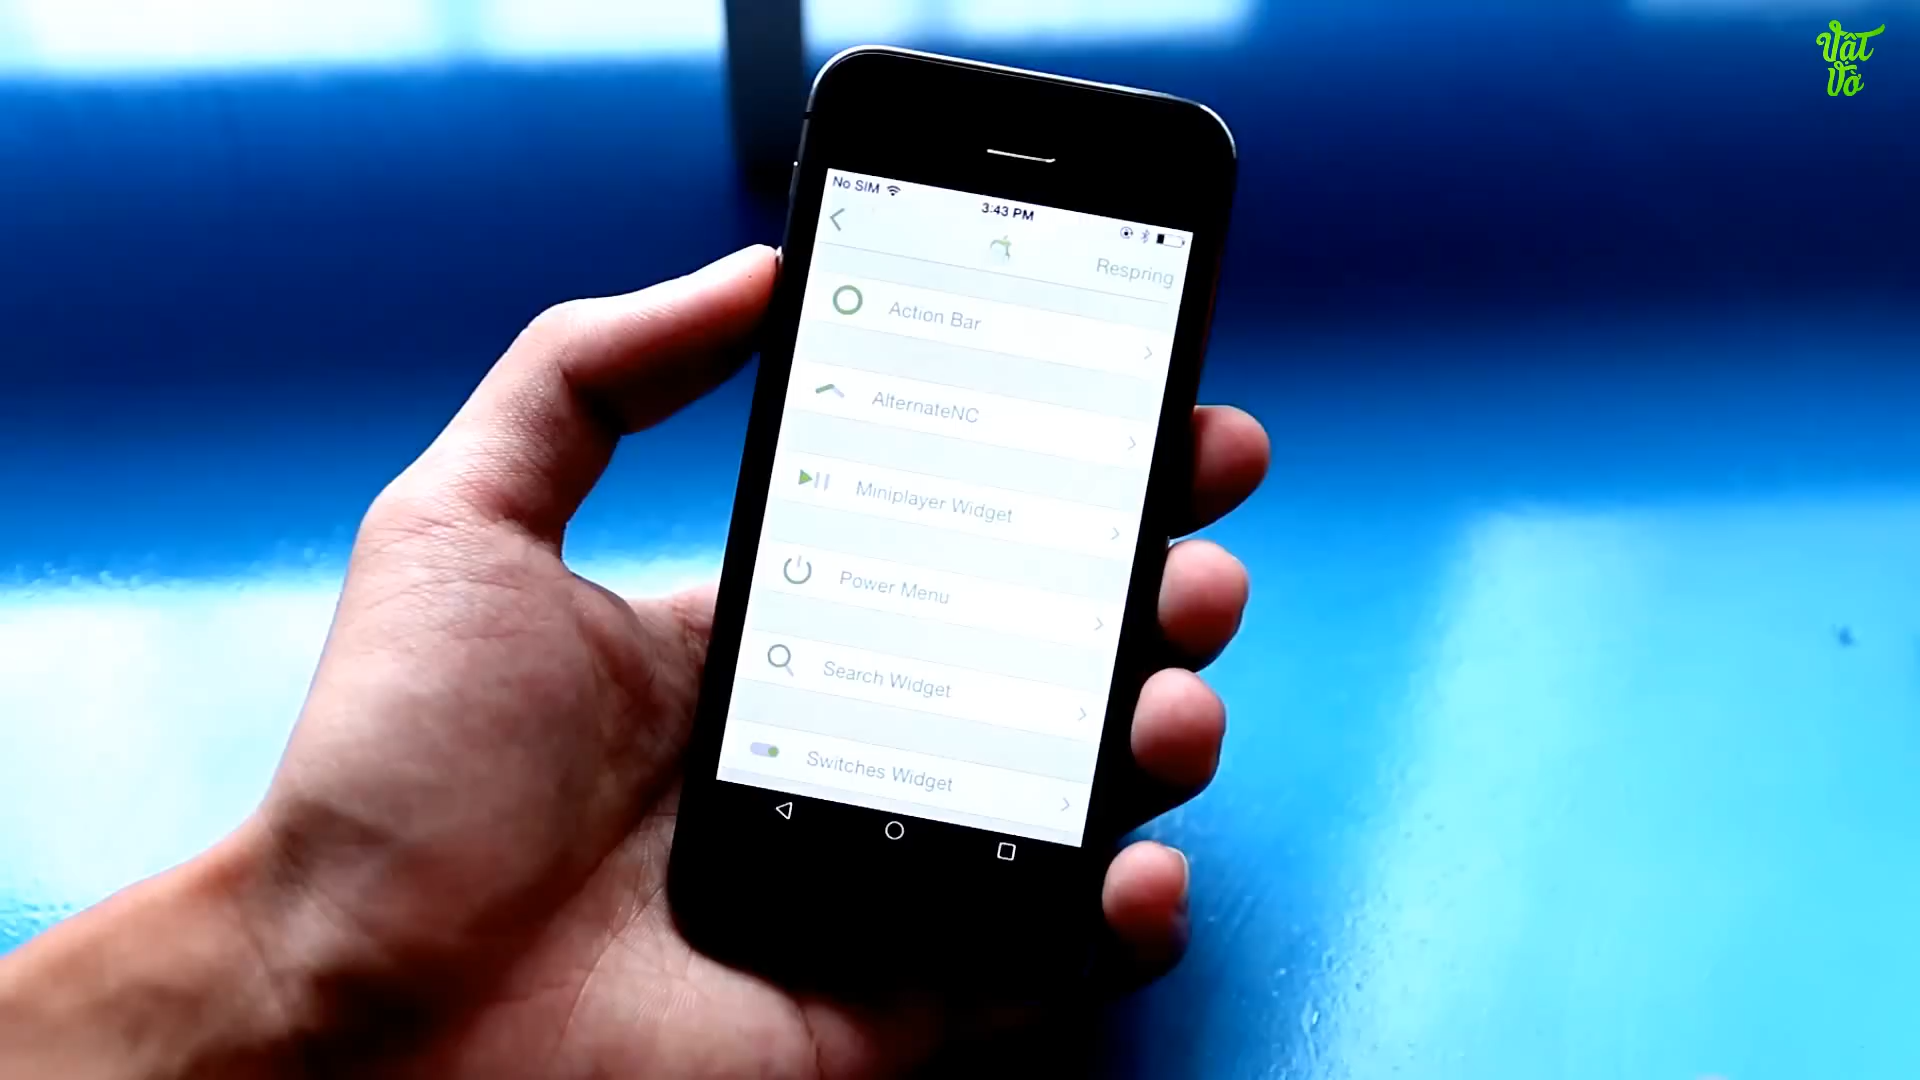 Vật
Vờ
No SIM
3:43 PM
Respring
Action Bar
AlternateNC
Miniplayer Widget
Power Menu
Search Widget
Switches Widget